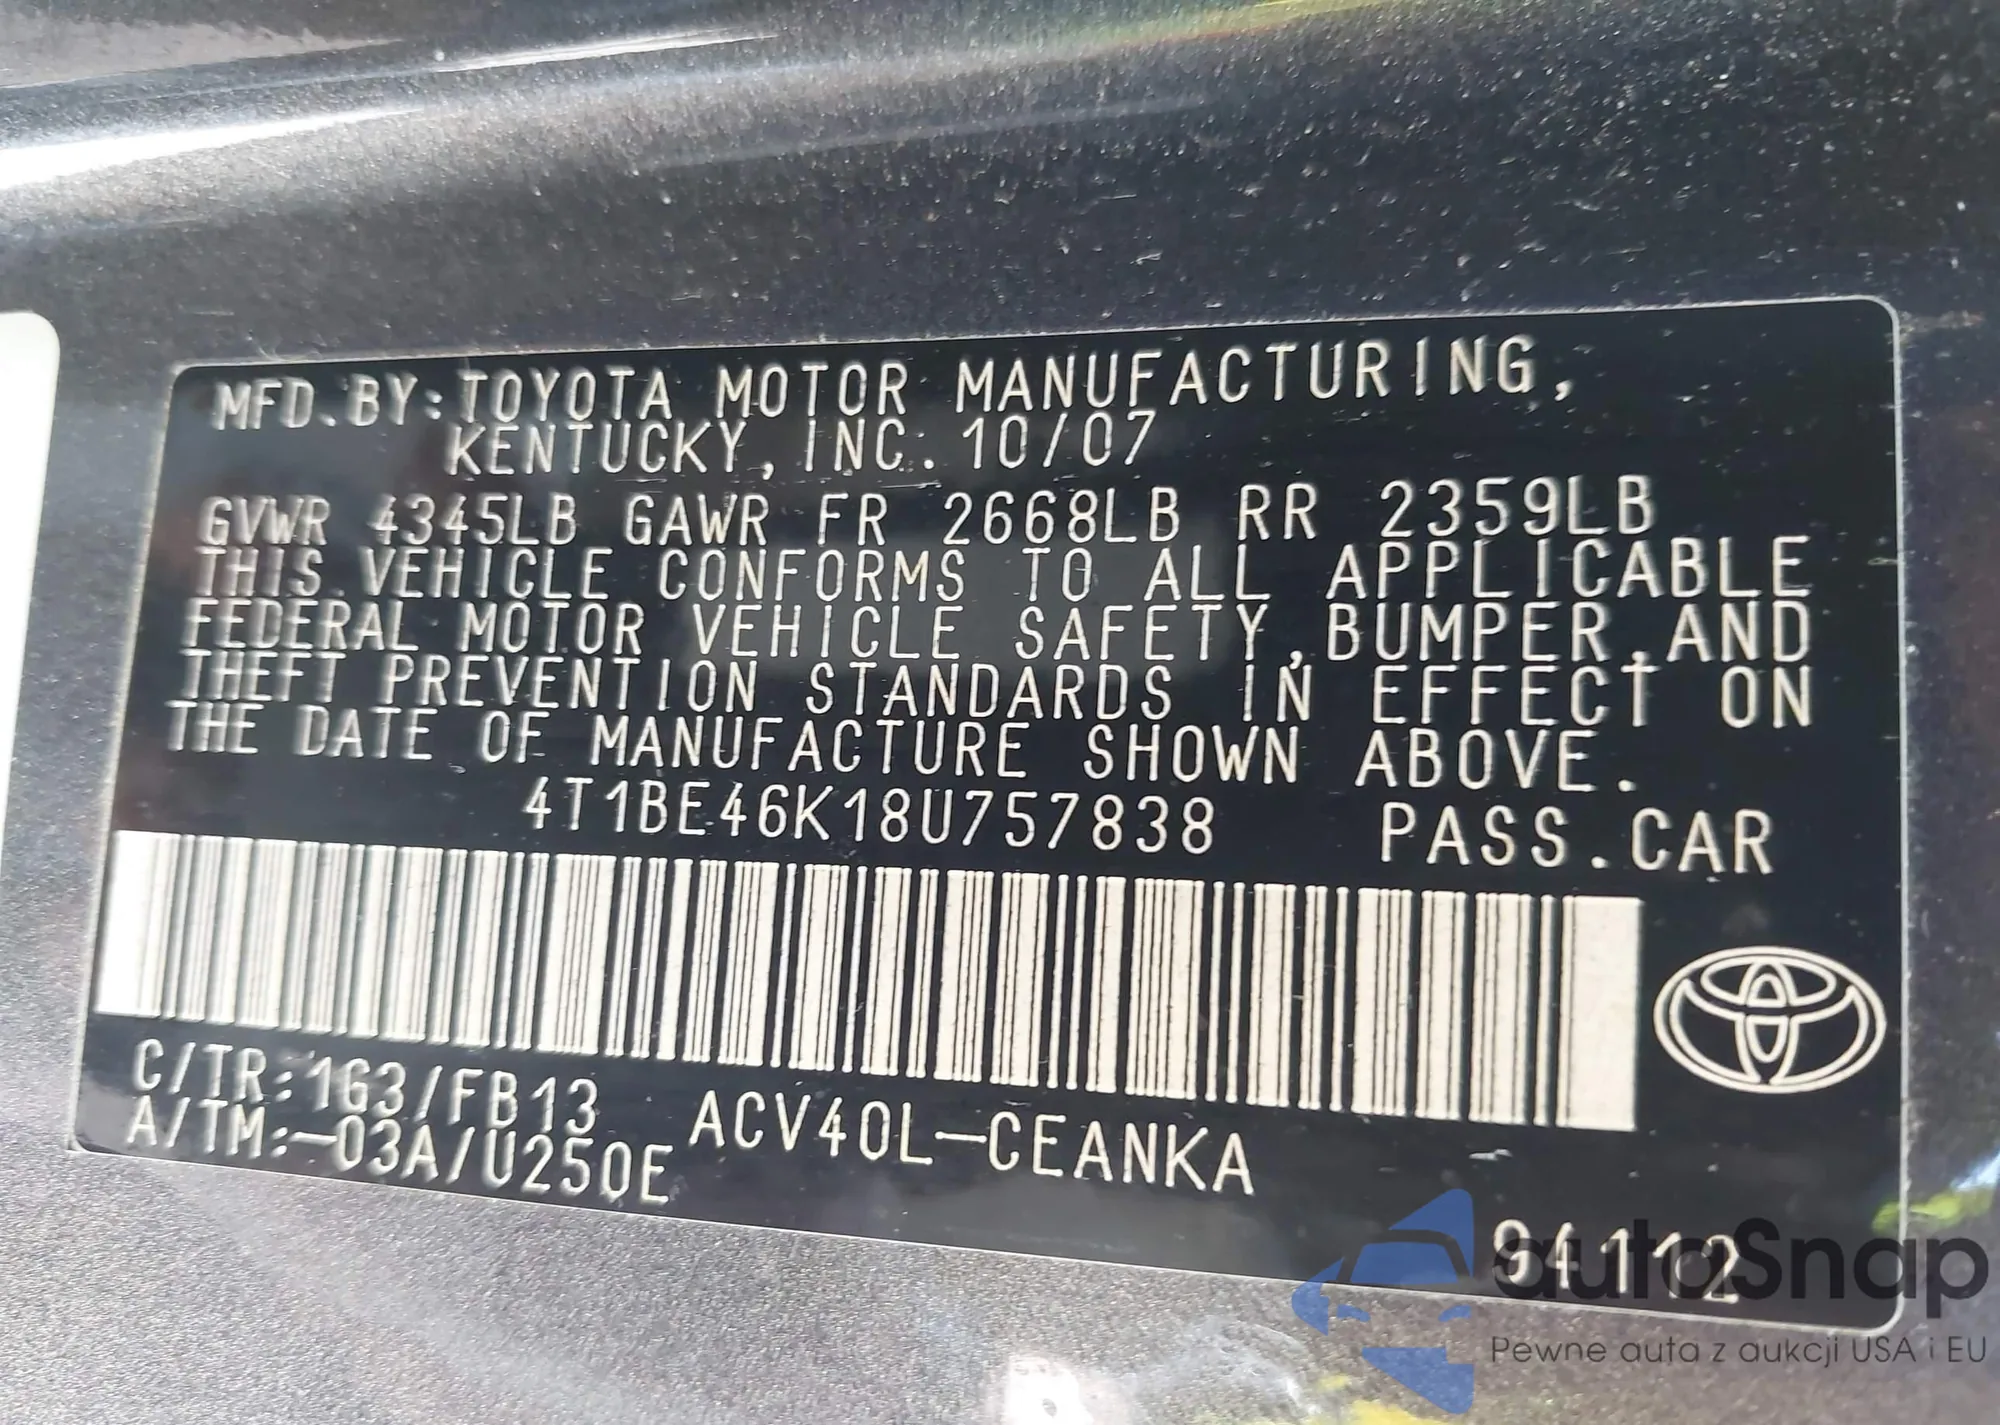 MFD.BY:TOYOTA MOTOR MANUFACTURING,
KENTUCKY,INC. 10/07
GVWR 4345LB GAWR FR 2668LB RR 2359LB
THIS VEHICLE CONFORMS TO ALL APPLICABLE
FEDERAL MOTOR VEHICLE SAFETY,BUMPER,AND
THEFT PREVENTION STANDARDS IN EFFECT ON
THE DATE OF MANUFACTURE SHOWN ABOVE.
4T1BE46K18U757838 PASS.CAR
C/TR:1G3/FB13 ACV40L-CEANKA
A/TM:-03A/U250E
94112
autoSnap
Pewne auta z aukcji USA i EU